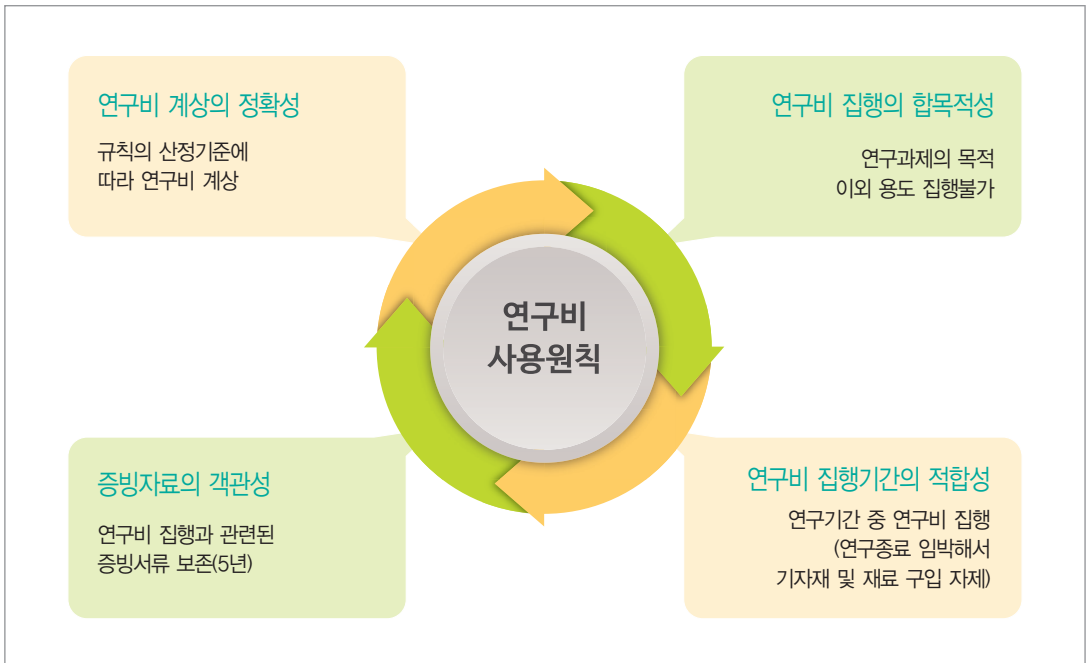 연구비 계상의 정확성
규칙의 산정기준에
따라 연구비 계상
연구비 집행의 합목적성
연구과제의 목적
이외 용도 집행불가
연구비
사용원칙
증빙자료의 객관성
연구비 집행과 관련된
증빙서류 보존(5년)
연구비 집행기간의 적합성
연구기간 중 연구비 집행
(연구종료 임박해서
기자재 및 재료 구입 자제)